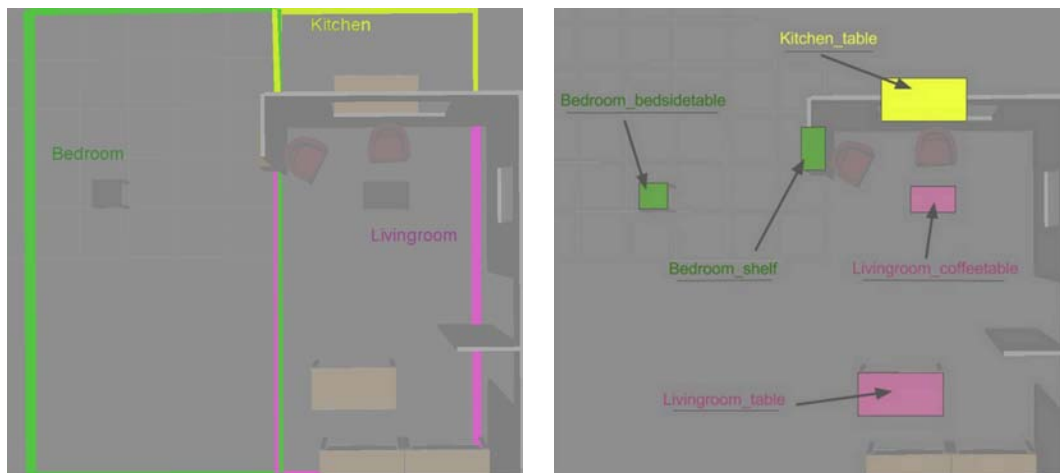 Kitchen
Bedroom
Livingroom
Kitchen_table
Bedroom_bedsidetable
Bedroom_shelf
Livingroom_coffeetable
Livingroom_table